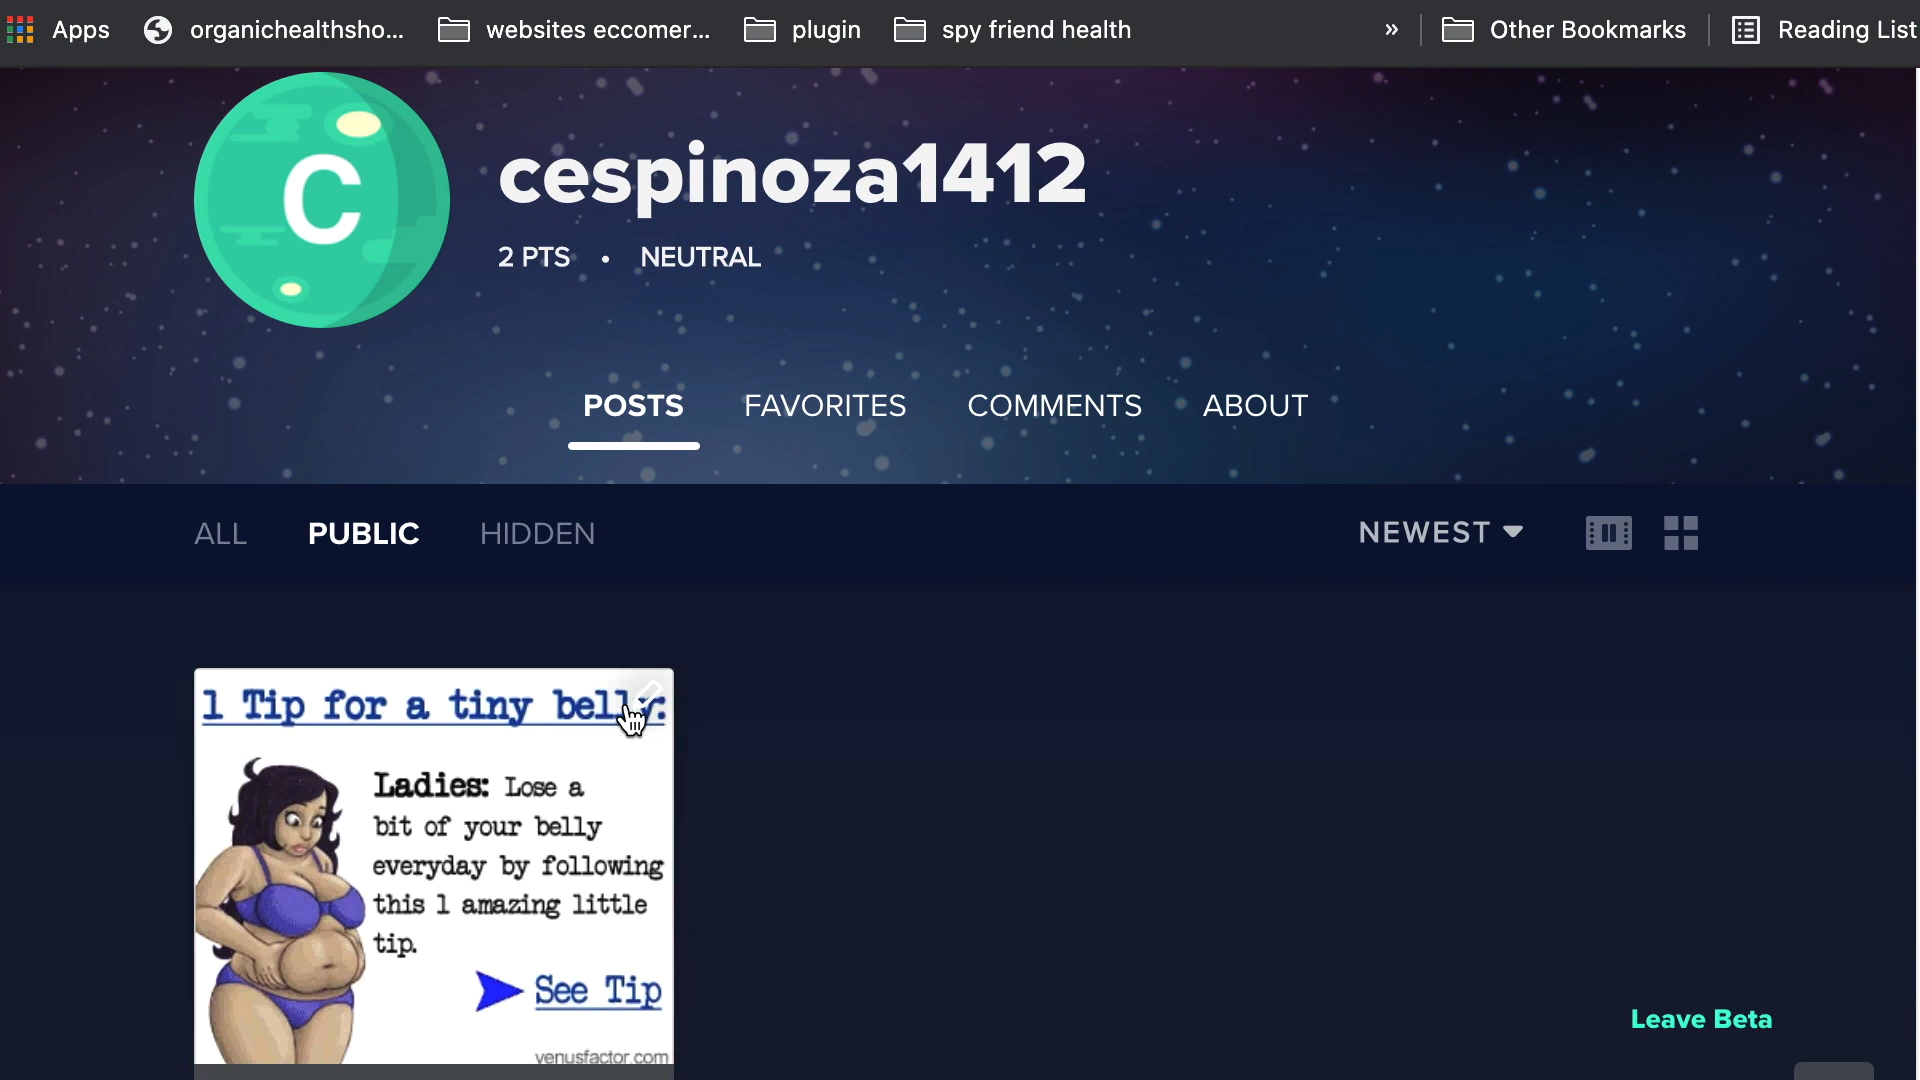 Apps organichealthsho... websites eccomer... plugin spy friend health » Other Bookmarks Reading List
C
cespinoza1412
2 PTS • NEUTRAL
POSTS FAVORITES COMMENTS ABOUT
ALL PUBLIC HIDDEN NEWEST
1 Tip for a tiny belly:
Ladies: Lose a
bit of your belly
everyday by following
this 1 amazing little
tip.
See Tip
venusfactor.com
Leave Beta